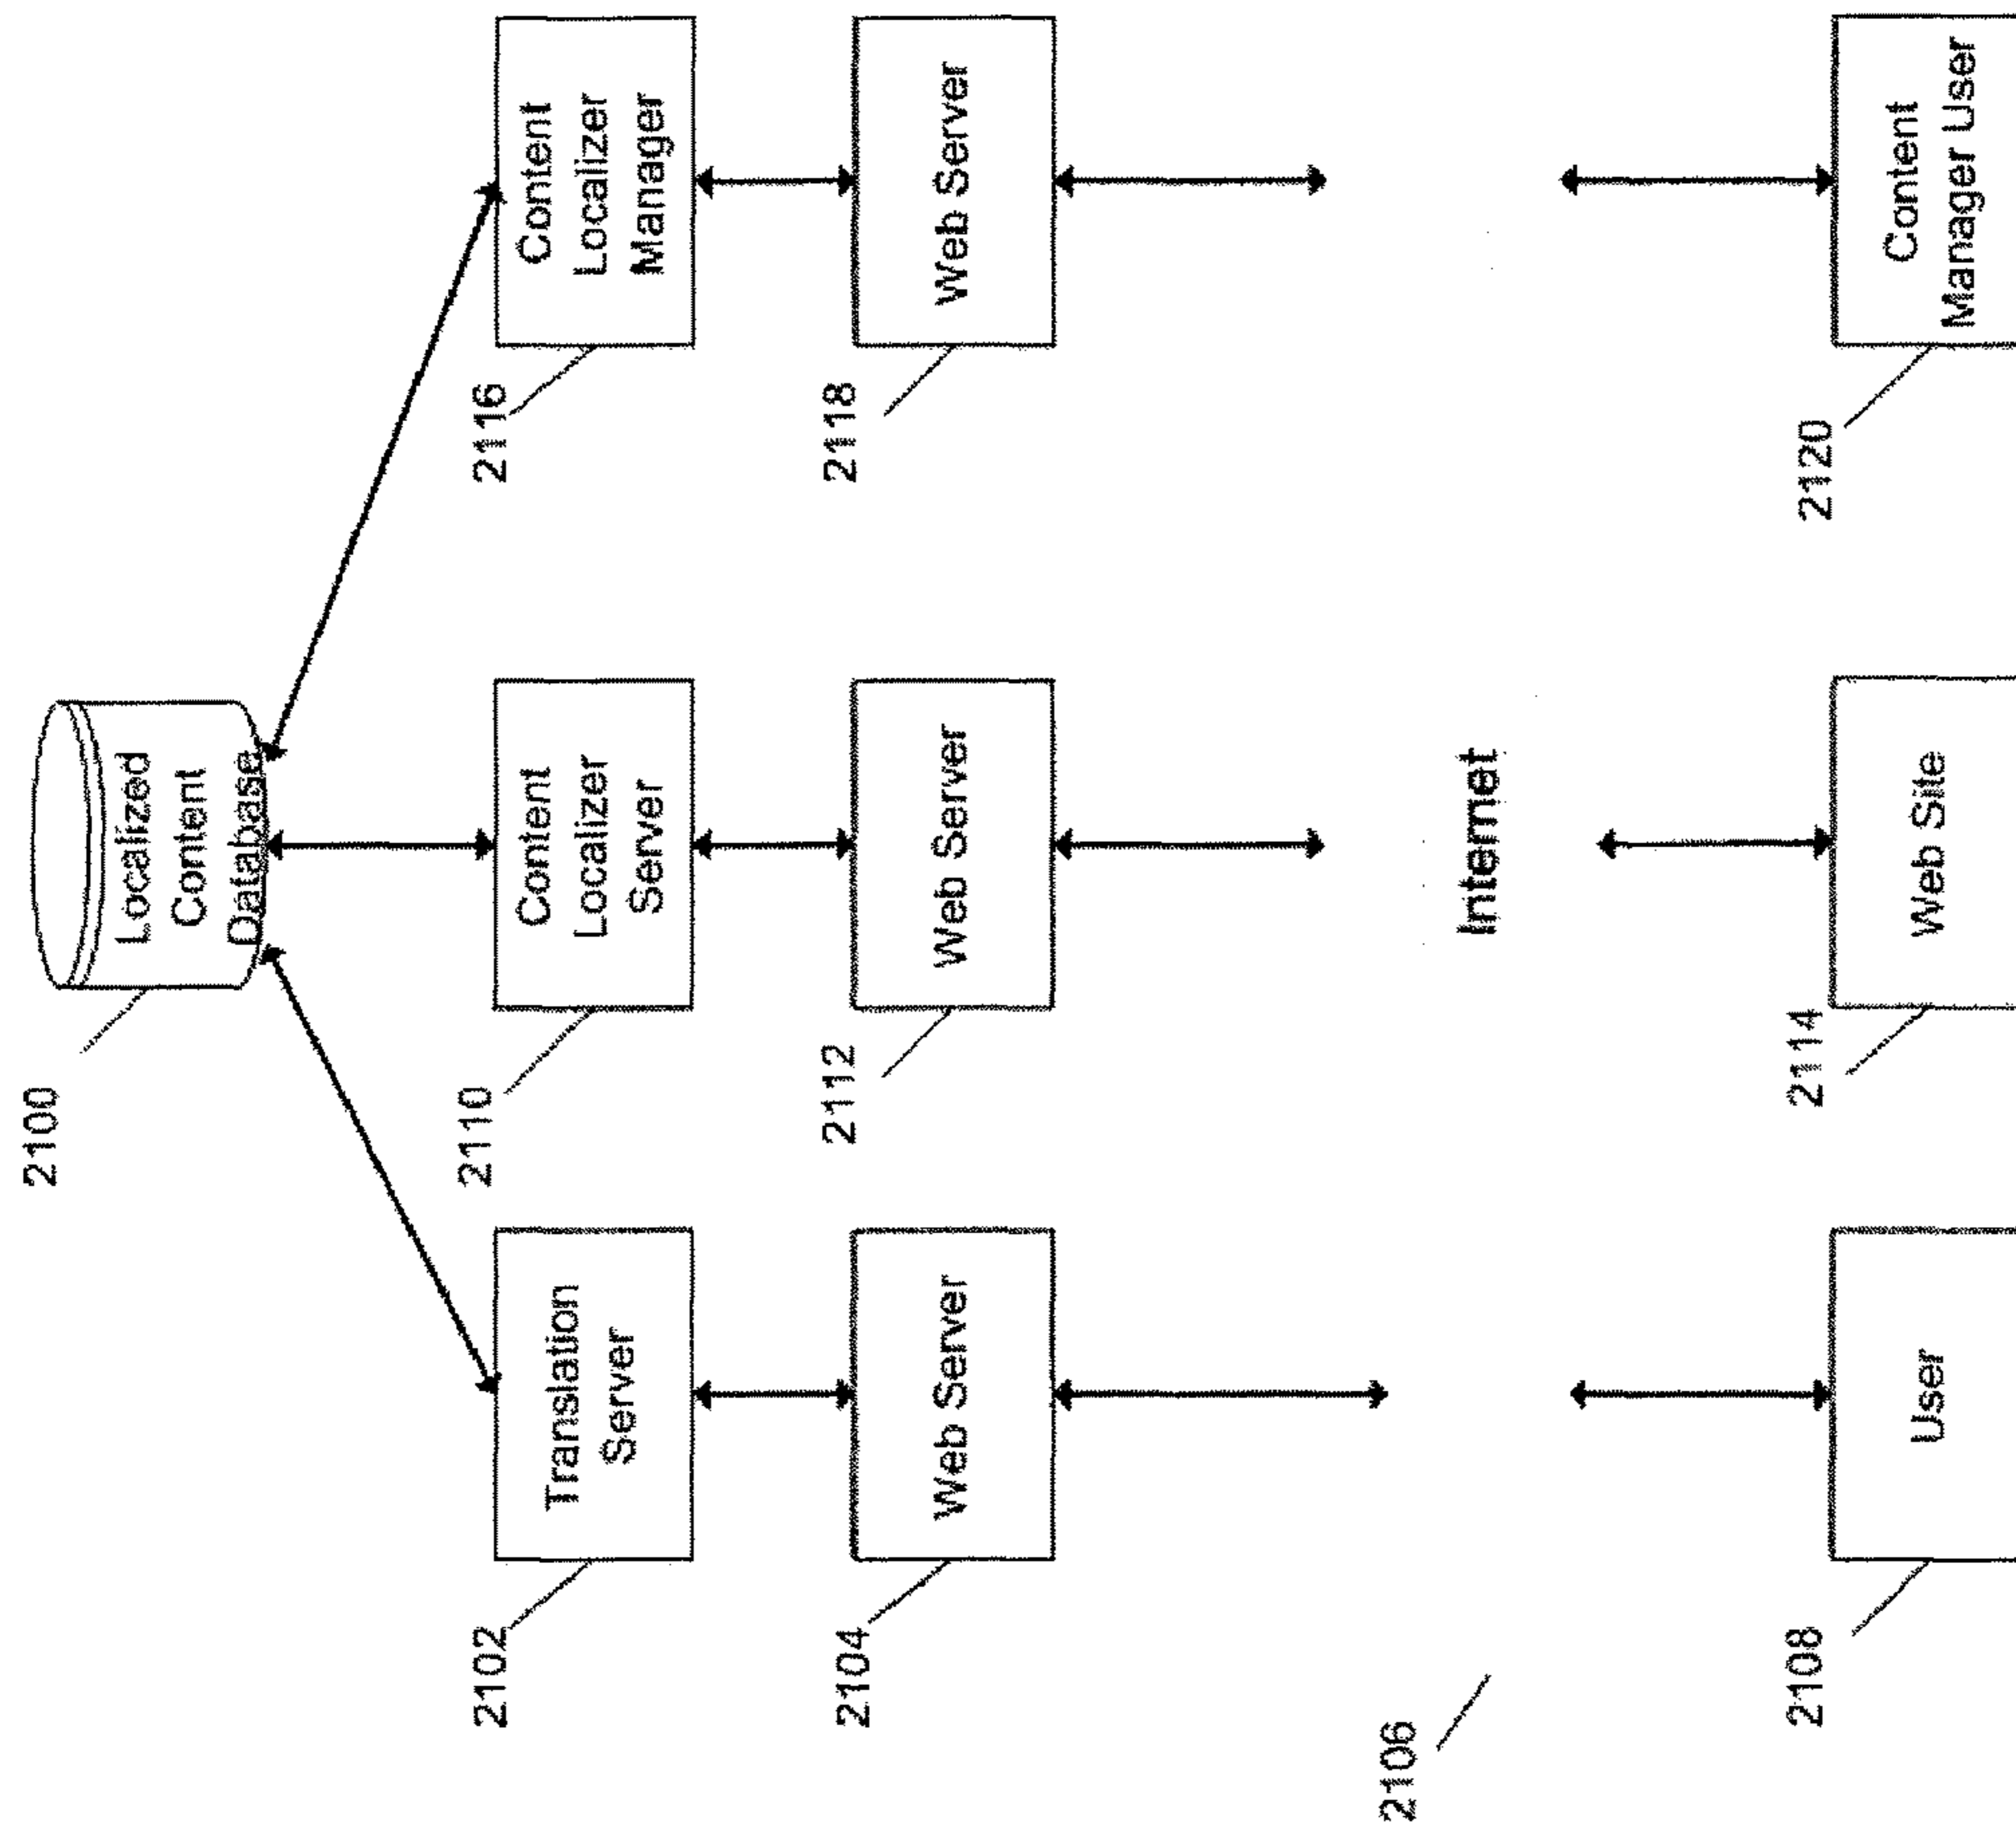 2100
Localized
Content
Database
2102
Translation
Server
2110
Content
Localizer
Server
2116
Content
Localizer
Manager
2104
Web Server
2112
Web Server
2118
Web Server
2106
Internet
2108
User
2114
Web Site
2120
Content
Manager User